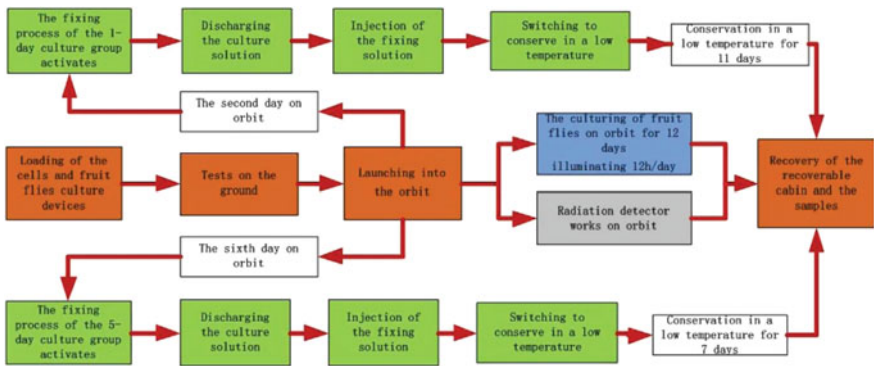 The fixing
process of the 1-
day culture group
activates
Discharging
the culture
solution
Injection of
the fixing
solution
Switching to
conserve in a low
temperature
Conservation in a
low temperature for
11 days
The second day on
orbit
Loading of the
cells and fruit
flies culture
devices
Tests on the
ground
Launching into
the orbit
The culturing of fruit
flies on orbit for 12
days
illuminating 12h/day
Radiation detector
works on orbit
Recovery of the
recoverable
cabin and the
samples
The sixth day on
orbit
The fixing
process of the 5-
day culture group
activates
Discharging
the culture
solution
Injection of
the fixing
solution
Switching to
conserve in a low
temperature
Conservation in a
low temperature for
7 days